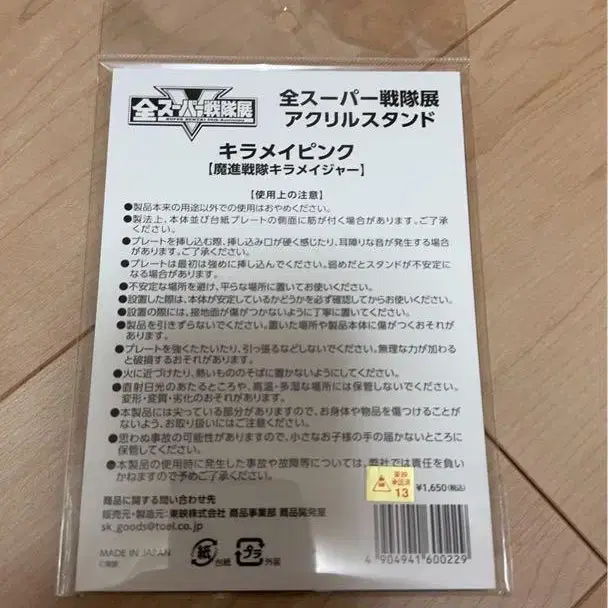 全スーパー戦隊展
SUPER SENTAI 50th Anniversary
全スーパー戦隊展
アクリルスタンド
キラメイピンク
【魔進戦隊キラメイジャー】
【使用上の注意】
●製品本来の用途以外での使用はおやめください。
●製法上、本体並び台紙プレートの側面に筋が付く場合があります。ご了承
ください。
●プレートを挿し込む際、挿し込み口が硬く感じたり、耳障りな音が発生する場合
があります。ご了承ください。
●プレートは最初は強めに挿し込んでください。弱めだとスタンドが不安定に
なる場合があります。
●不安定な場所を避け、平らな場所に置いてお使いください。
●設置した際は、本体が安定しているかどうかを必ず確認してからお使いください。
●設置の際には、接地面が傷がつかないように丁寧に置いてください。
●製品を引きずらないでください。置いた場所や製品本体に傷がつくおそれが
あります。
●プレートを強くたたいたり、引っ張るなどしないでください。無理な力が加わる
と破損するおそれがあります。
●火に近づけたり、熱いもののそばに置かないようにしてください。
●直射日光のあたるところや、高温・多湿な場所には保管しないでください。
変形・変質・劣化のおそれがあります。
●本製品には尖っている部分がありますので、お身体や物品を傷つけることが
ないよう、お取り扱いにはご注意ください。
●思わぬ事故の可能性がありますので、小さなお子様の手の届かないところに
保管してください。
●本製品の使用時に発生した事故や故障等については、弊社では責任を負い
かねますので予めご了承ください。
商品に関する問い合わせ先
販売元・製造元：東映株式会社 商品事業部 商品開発室
sk_goods@toei.co.jp
東映
承認済
13
¥1,650(税込)
MADE IN JAPAN
©東映
紙
台紙
プラ
外装
4 904941 600229